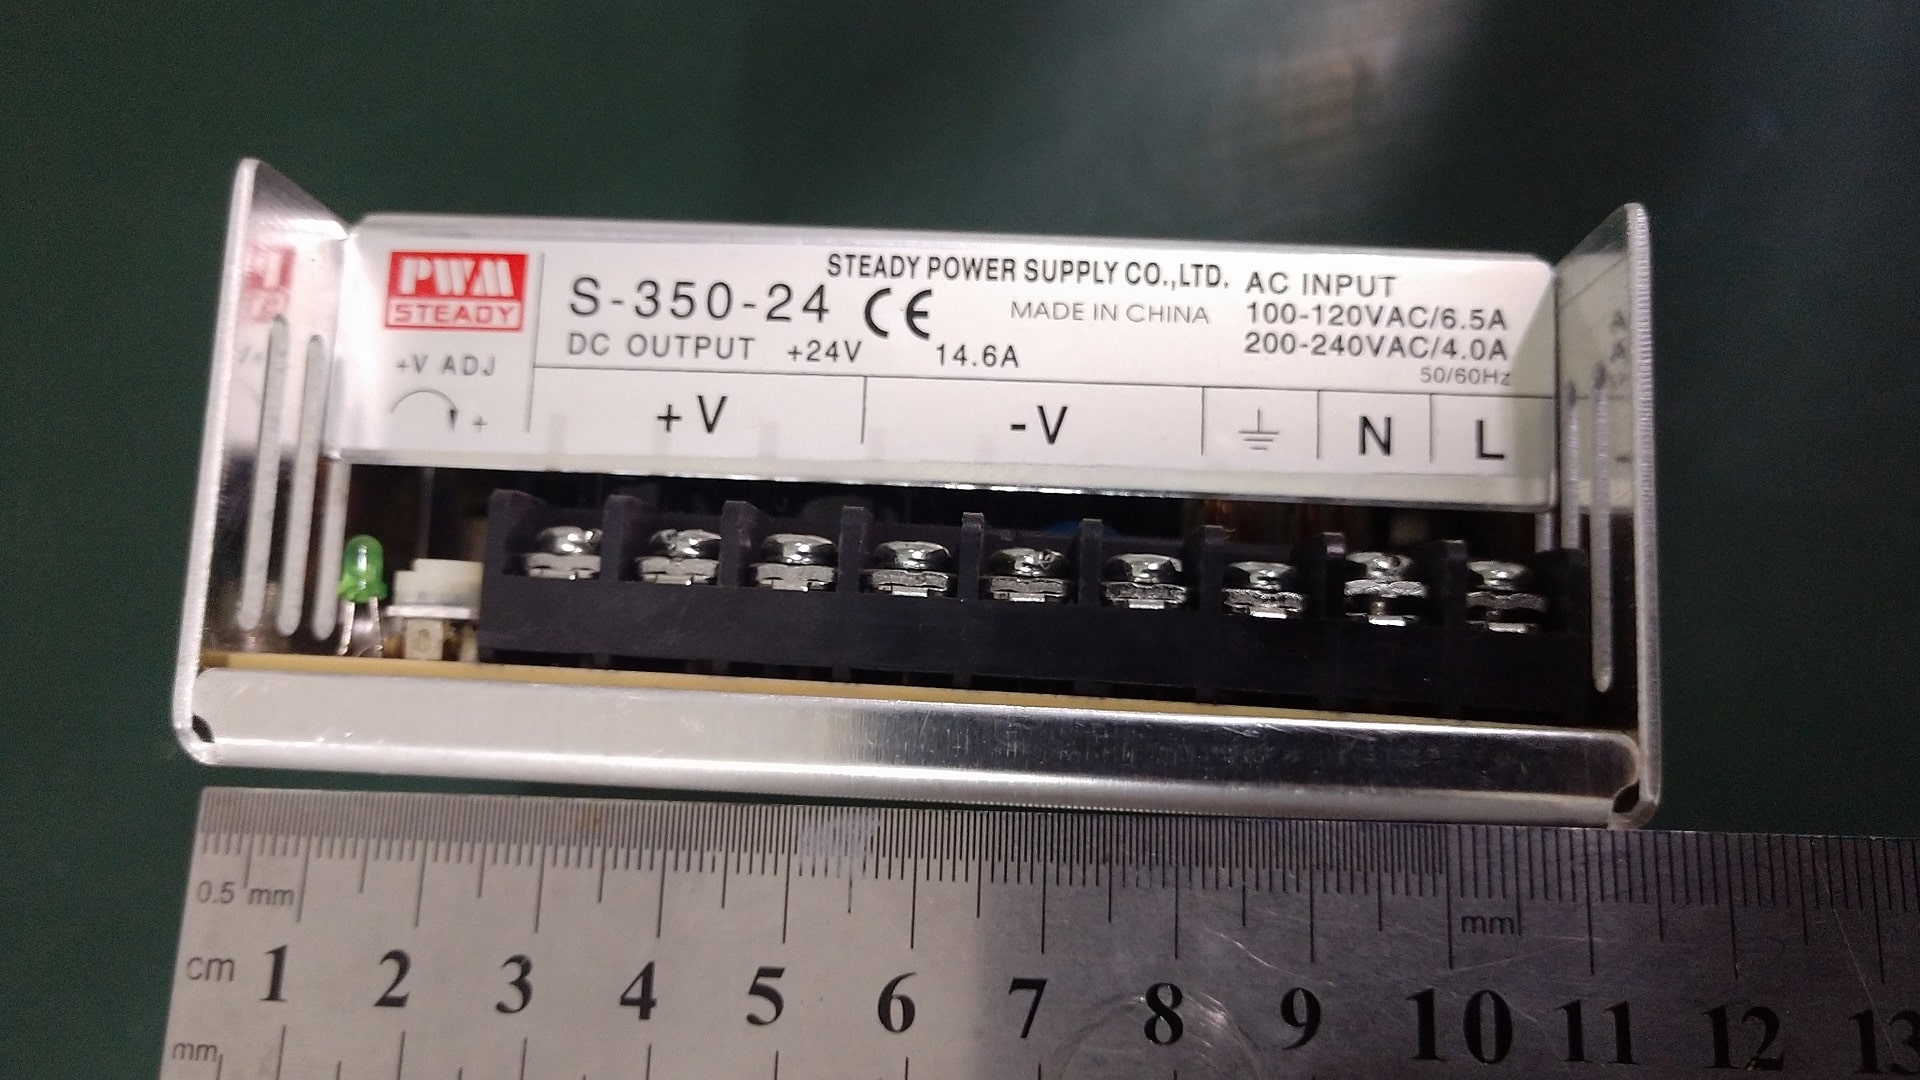 PWM
STEADY
+V ADJ
+
S-350-24
CE
DC OUTPUT +24V 14.6A
STEADY POWER SUPPLY CO.,LTD.
MADE IN CHINA
AC INPUT
100-120VAC/6.5A
200-240VAC/4.0A
50/60Hz
+V -V N L
0.5 mm
mm
cm 1 2 3 4 5 6 7 8 9 10 11 12 13
mm